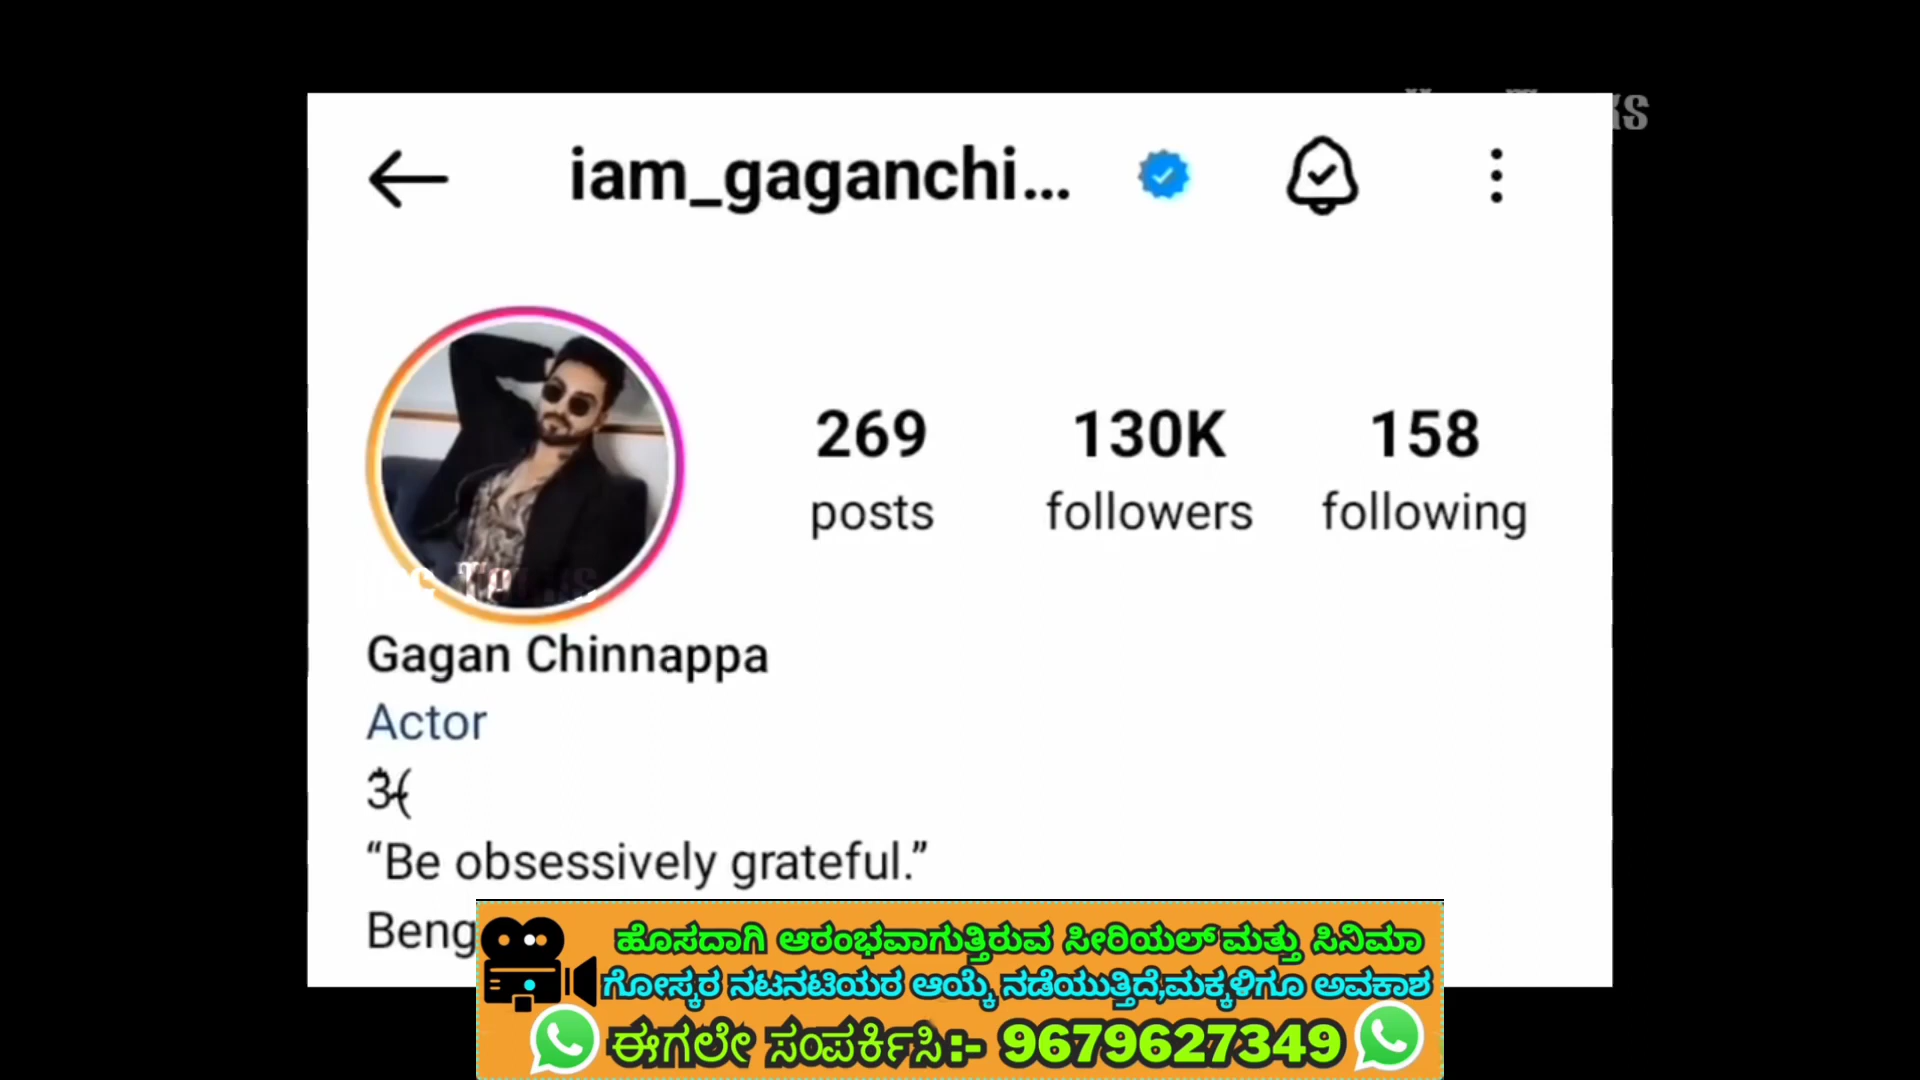 iam_gaganchi...
269
130K
158
posts
followers
following
Gagan Chinnappa
Actor
“Be obsessively grateful.”
Beng
ಹೊಸದಾಗಿ ಆರಂಭವಾಗುತ್ತಿರುವ ಸೀರಿಯಲ್ ಮತ್ತು ಸಿನಿಮಾ
ಗೋಸ್ಕರ ನಟನಟಿಯರ ಆಯ್ಕೆ ನಡೆಯುತ್ತಿದೆ,ಮಕ್ಕಳಿಗೂ ಅವಕಾಶ
ಈಗಲೇ ಸಂಪರ್ಕಿಸಿ:- 9679627349